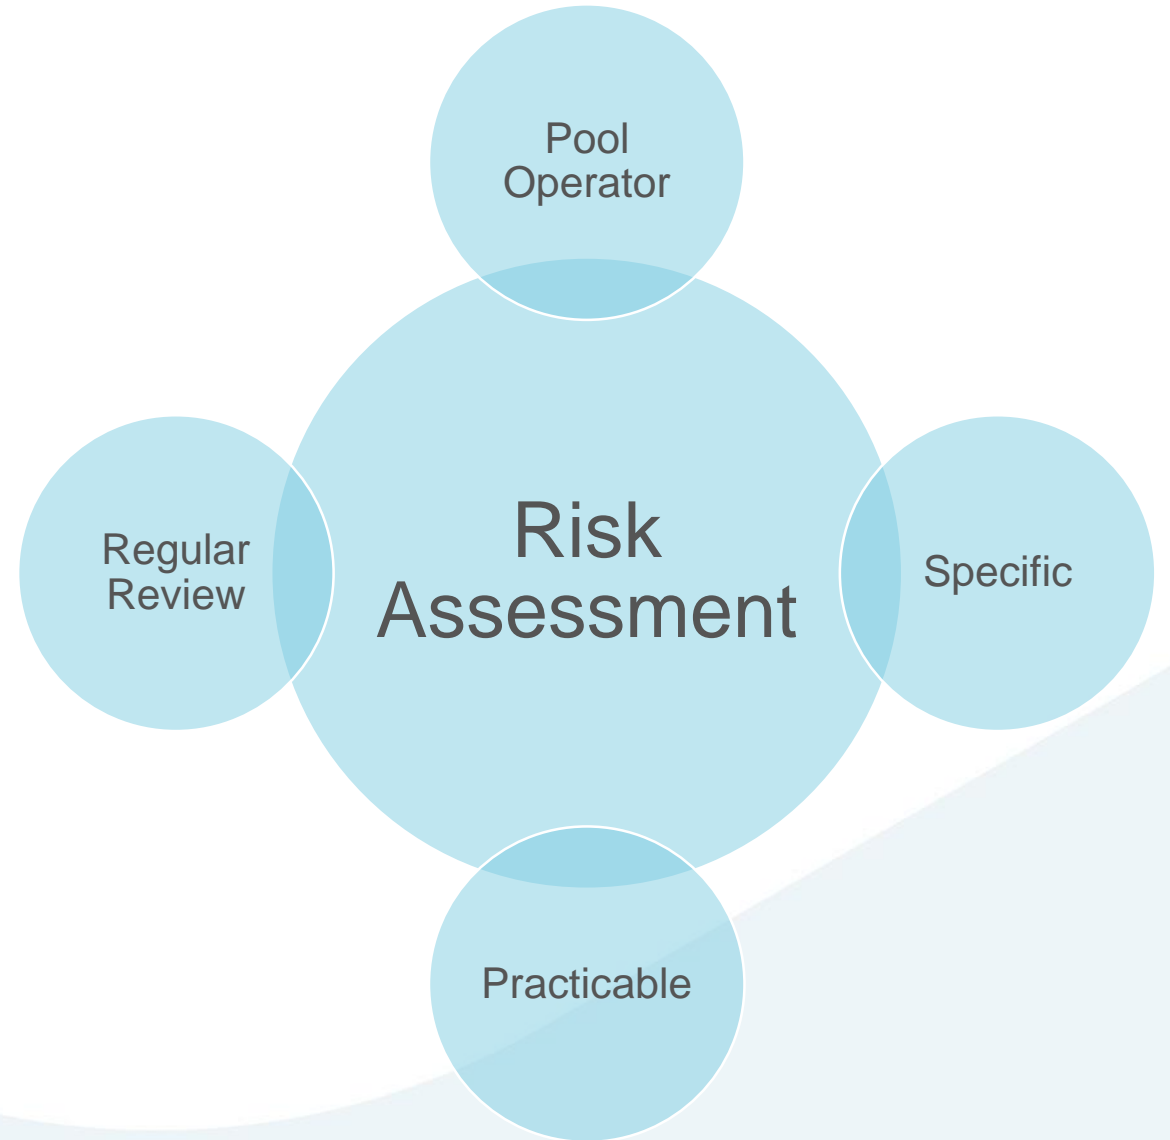 Pool
Operator
Regular
Review
Risk
Assessment
Specific
Practicable